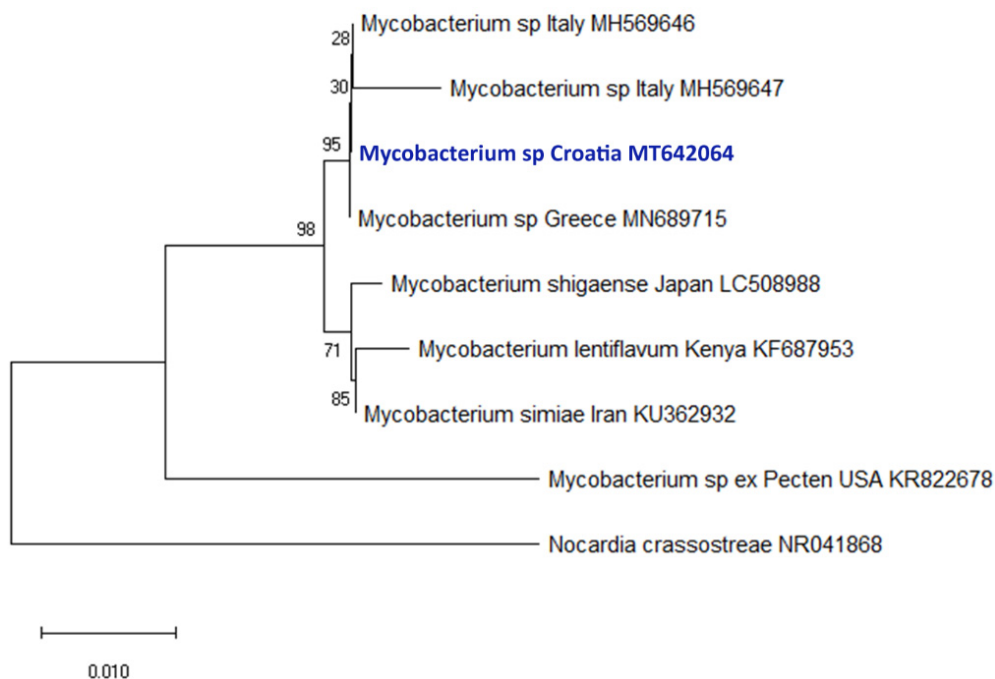 28
Mycobacterium sp Italy MH569646
30
Mycobacterium sp Italy MH569647
95
Mycobacterium sp Croatia MT642064
Mycobacterium sp Greece MN689715
98
Mycobacterium shigaense Japan LC508988
71
Mycobacterium lentiflavum Kenya KF687953
85
Mycobacterium simiae Iran KU362932
Mycobacterium sp ex Pecten USA KR822678
Nocardia crassostreae NR041868
0.010